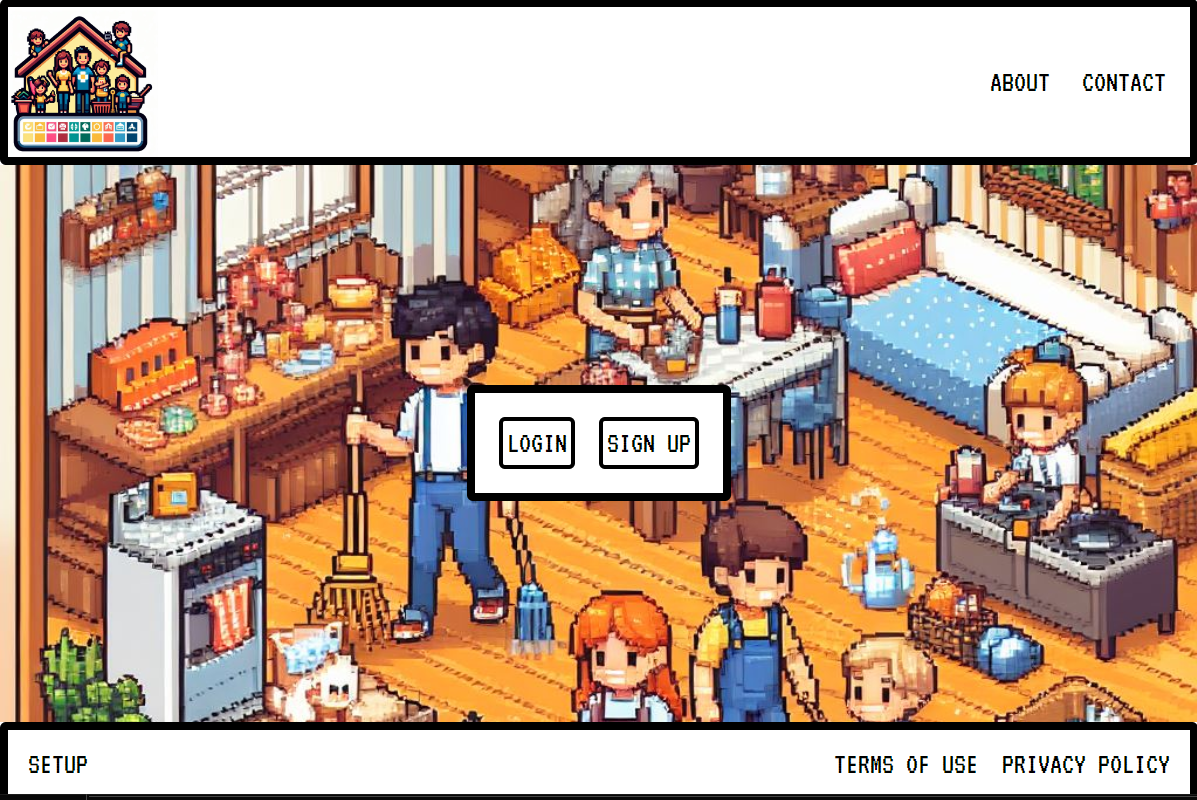 ABOUT CONTACT
LOGIN SIGN UP
SETUP TERMS OF USE PRIVACY POLICY